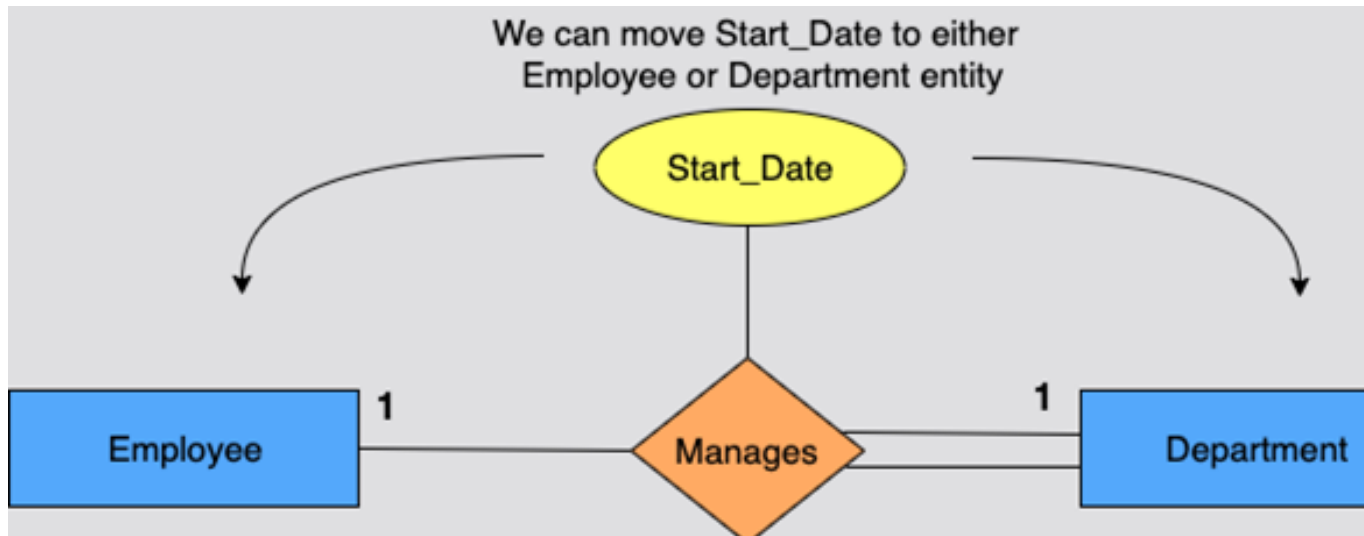 We can move Start_Date to either
Employee or Department entity
Start_Date
1
1
Employee
Manages
Department